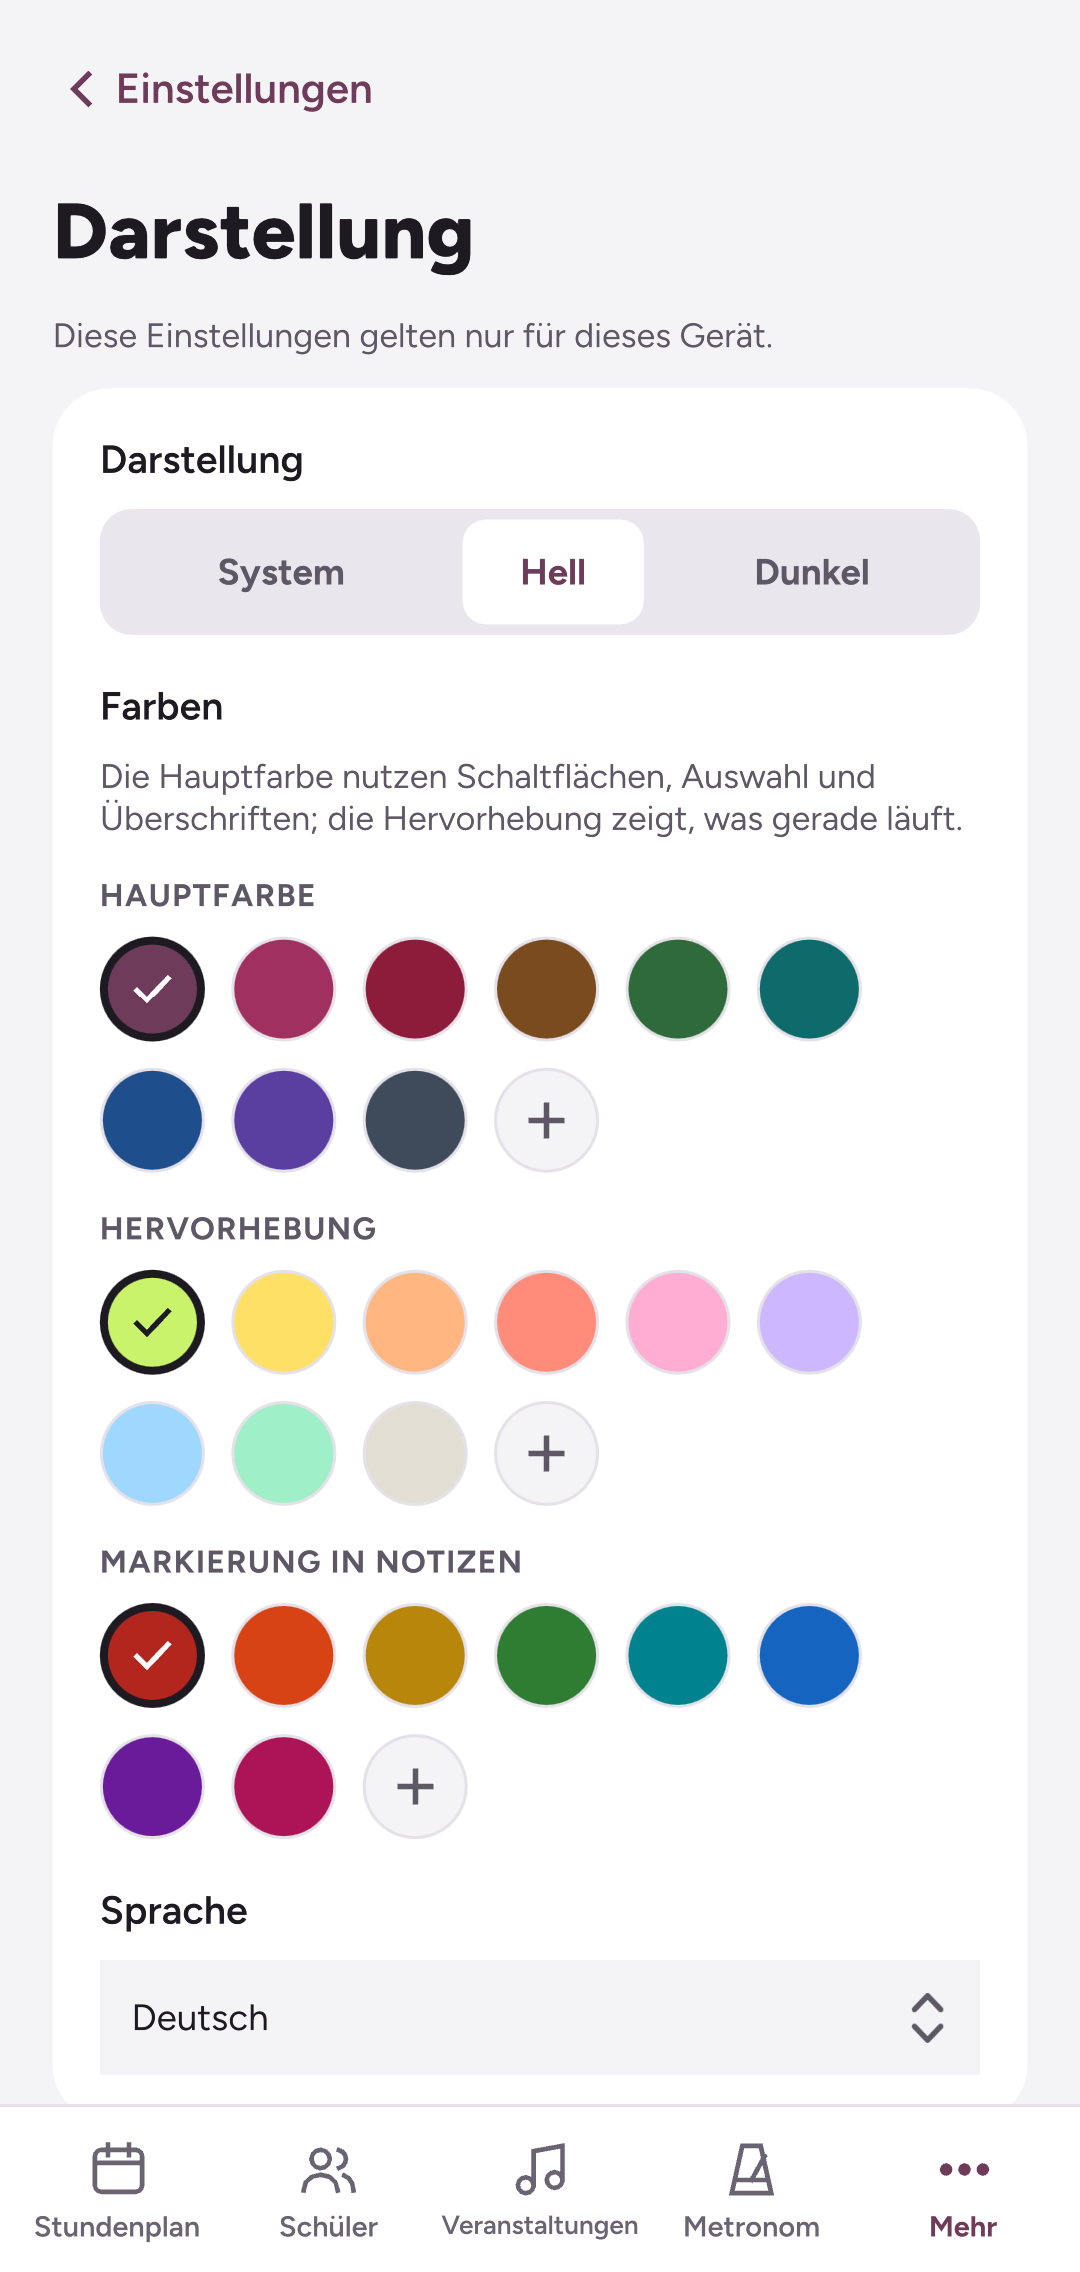 Einstellungen
Darstellung
Diese Einstellungen gelten nur für dieses Gerät.
Darstellung
System Hell Dunkel
Farben
Die Hauptfarbe nutzen Schaltflächen, Auswahl und
Überschriften; die Hervorhebung zeigt, was gerade läuft.
HAUPTFARBE
HERVORHEBUNG
MARKIERUNG IN NOTIZEN
Sprache
Deutsch
Stundenplan Schüler Veranstaltungen Metronom Mehr